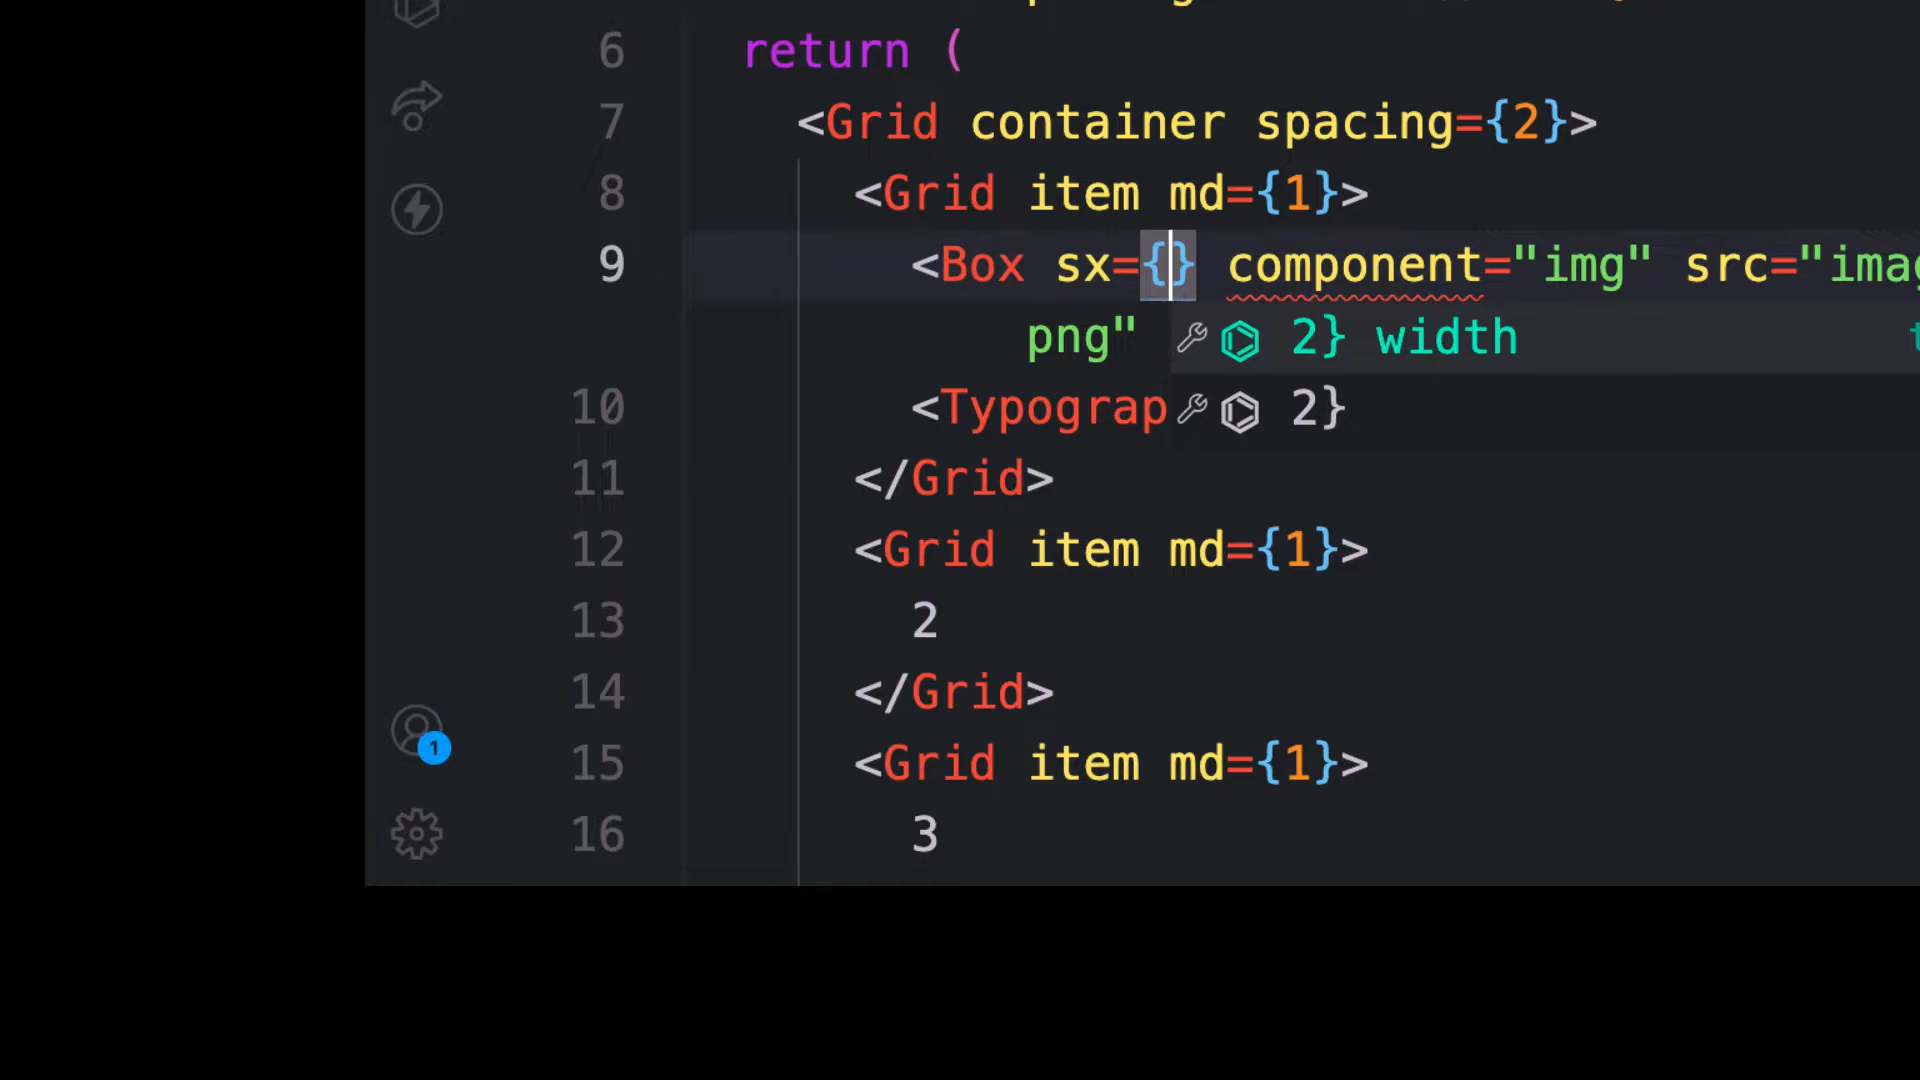 6 return (
7 <Grid container spacing={2}>
8 <Grid item md={1}>
9 <Box sx={} component="img" src="imag
png" 2} width
10 <Typograp 2}
11 </Grid>
12 <Grid item md={1}>
13 2
14 </Grid>
15 <Grid item md={1}>
1
16 3